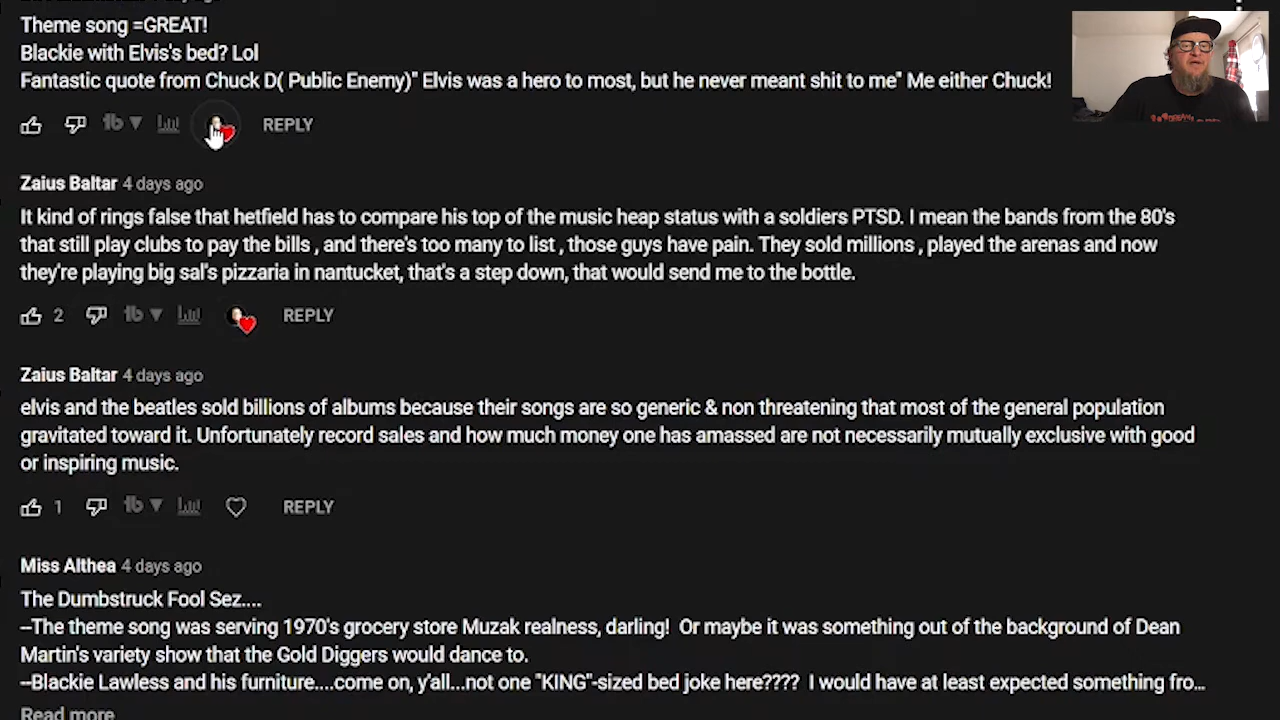 Theme song =GREAT!
Blackie with Elvis's bed? Lol
Fantastic quote from Chuck D( Public Enemy)" Elvis was a hero to most, but he never meant shit to me" Me either Chuck!
REPLY
Zaius Baltar 4 days ago
It kind of rings false that hetfield has to compare his top of the music heap status with a soldiers PTSD. I mean the bands from the 80's
that still play clubs to pay the bills , and there's too many to list , those guys have pain. They sold millions , played the arenas and now
they're playing big sal's pizzaria in nantucket, that's a step down, that would send me to the bottle.
2 REPLY
Zaius Baltar 4 days ago
elvis and the beatles sold billions of albums because their songs are so generic & non threatening that most of the general population
gravitated toward it. Unfortunately record sales and how much money one has amassed are not necessarily mutually exclusive with good
or inspiring music.
1 REPLY
Miss Althea 4 days ago
The Dumbstruck Fool Sez....
--The theme song was serving 1970's grocery store Muzak realness, darling!  Or maybe it was something out of the background of Dean
Martin's variety show that the Gold Diggers would dance to.
--Blackie Lawless and his furniture....come on, y'all...not one "KING"-sized bed joke here????  I would have at least expected something fro...
Read more